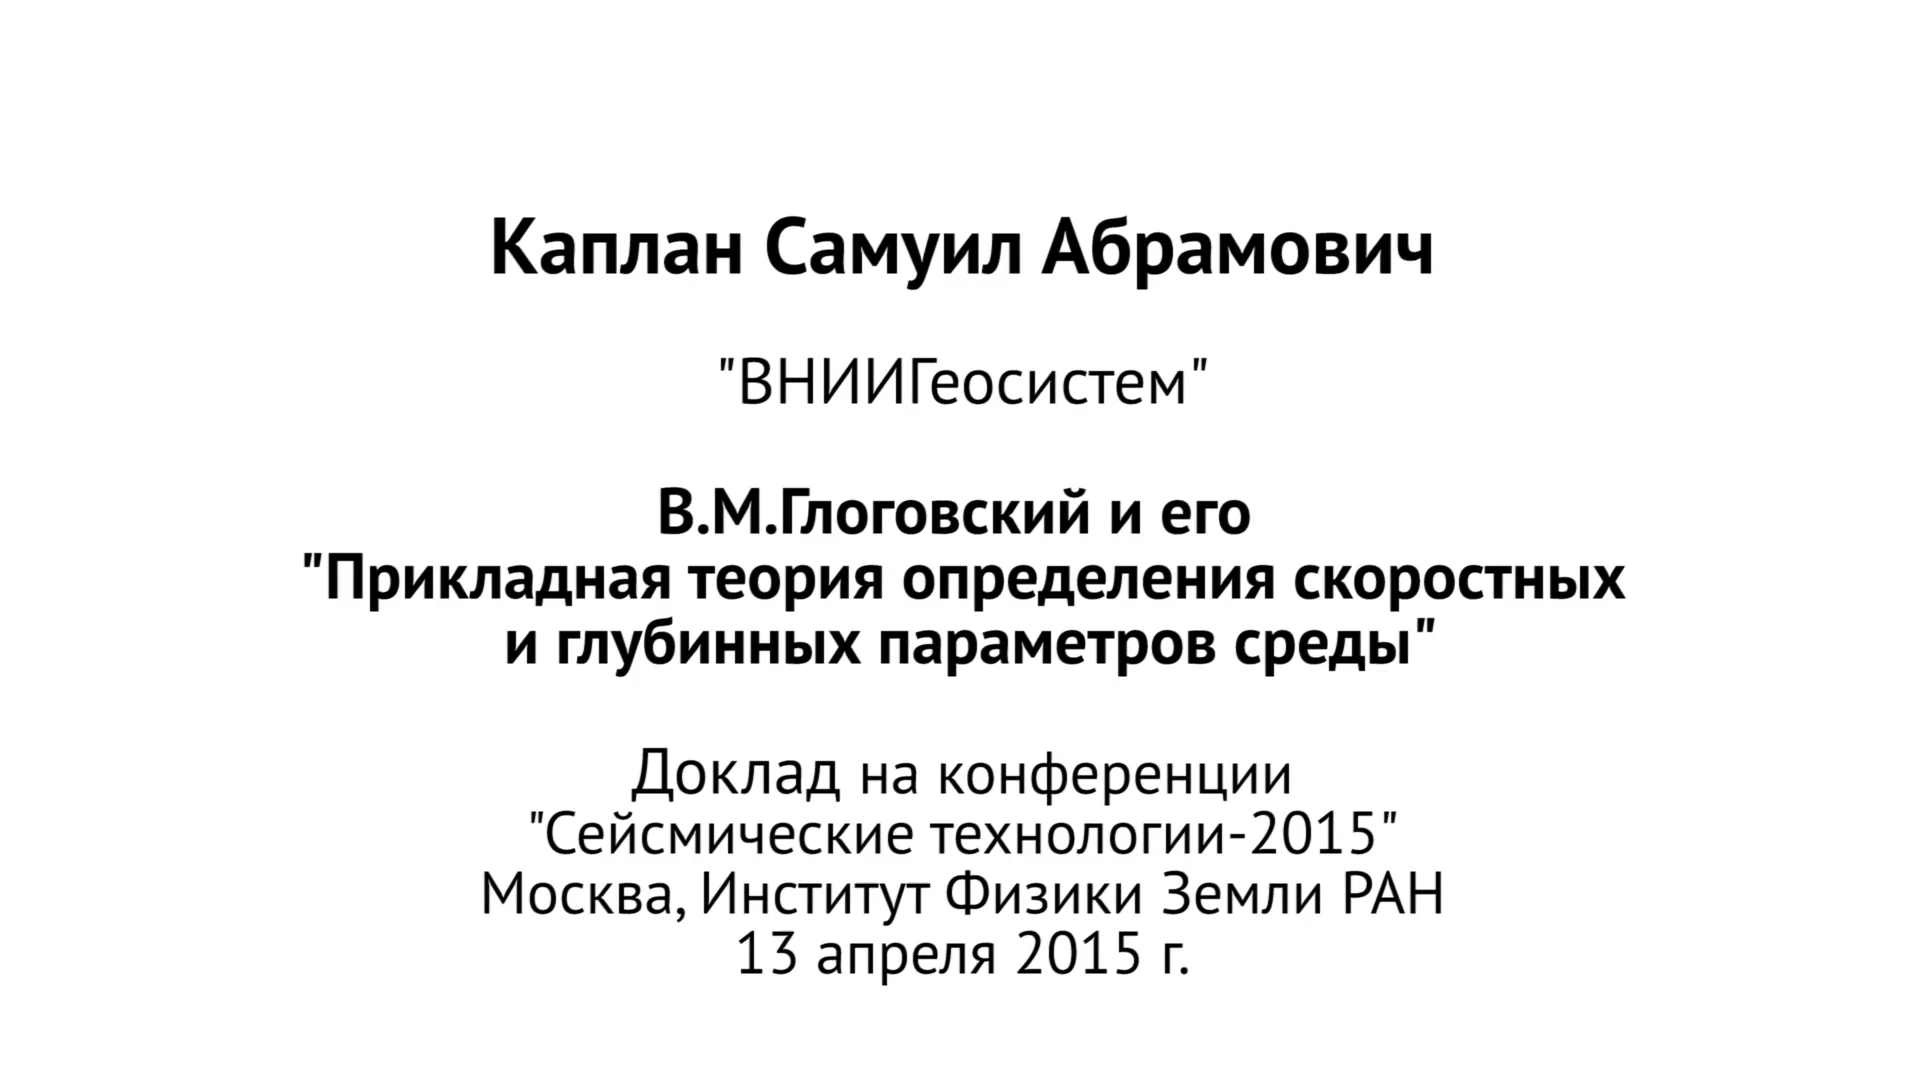 Каплан Самуил Абрамович
"ВНИИГеосистем"
В.М.Глоговский и его
"Прикладная теория определения скоростных
и глубинных параметров среды"
Доклад на конференции
"Сейсмические технологии-2015"
Москва, Институт Физики Земли РАН
13 апреля 2015 г.